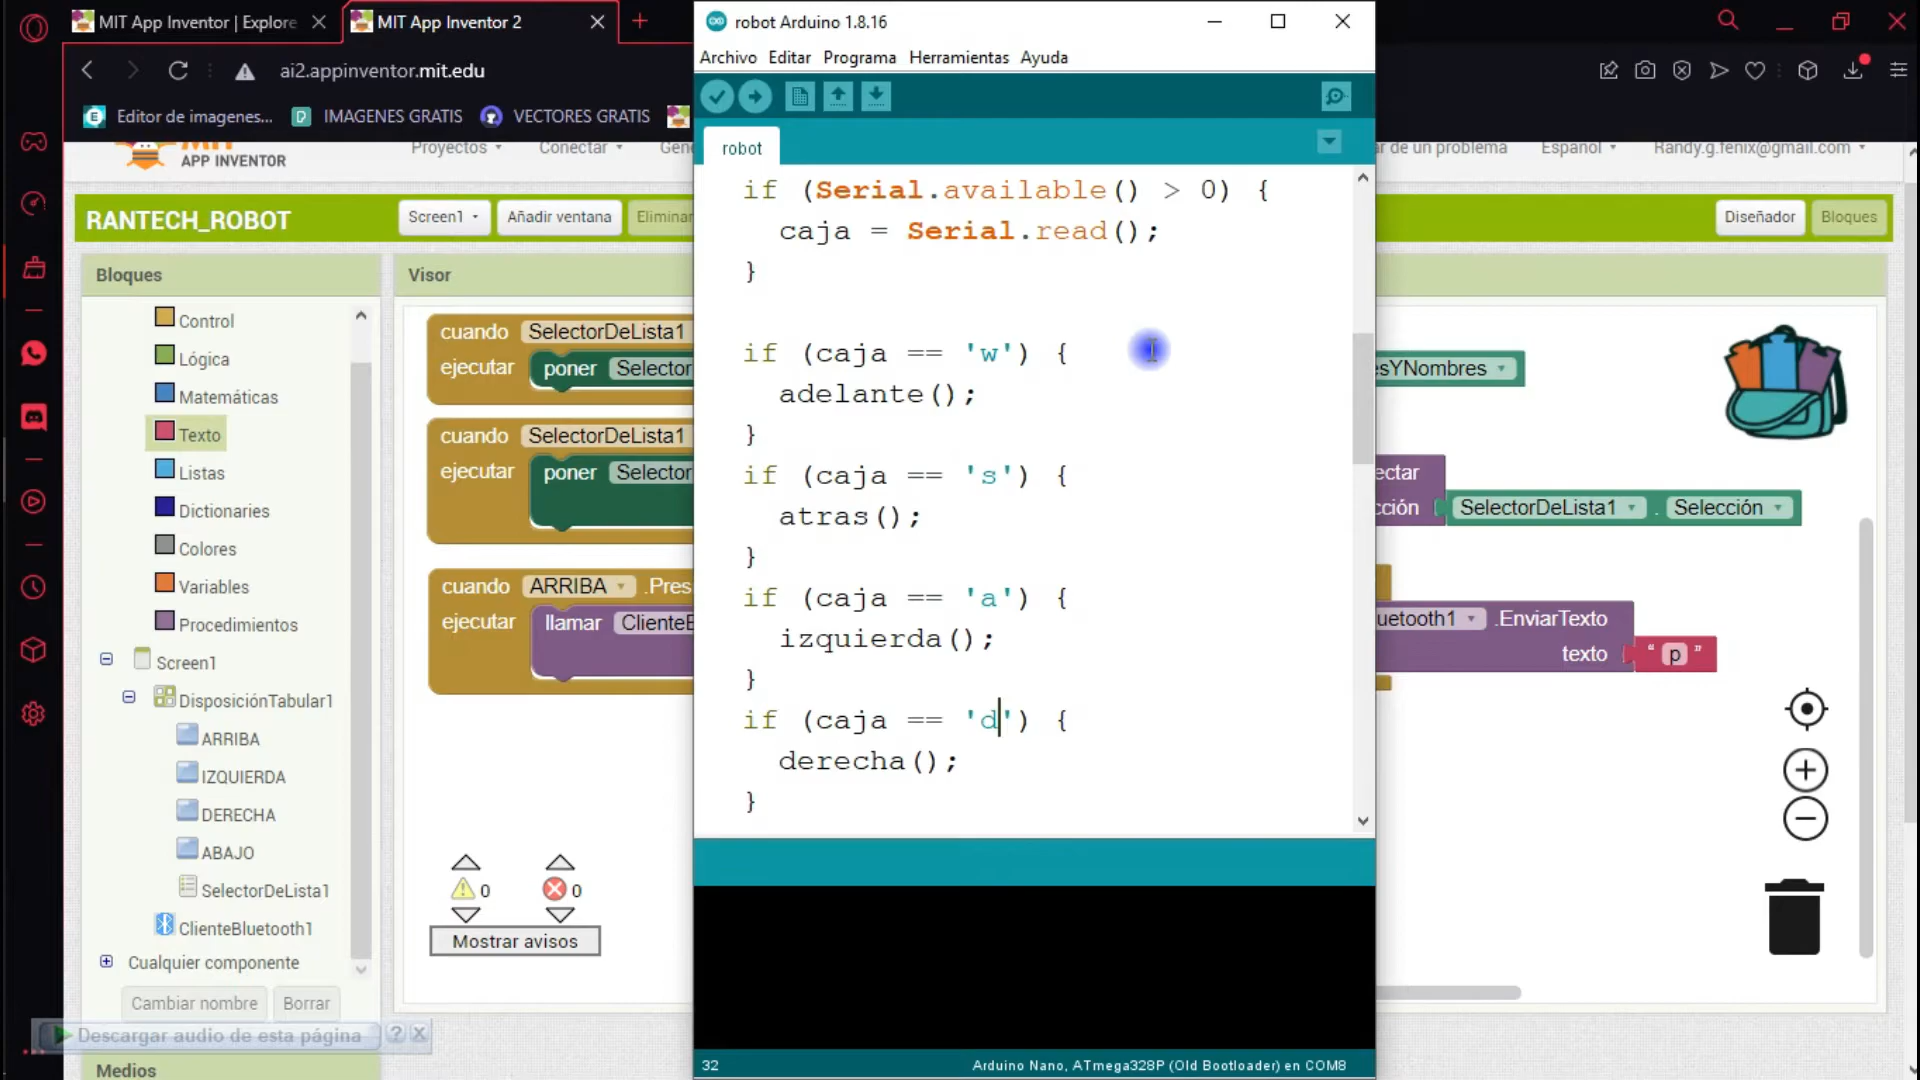 MIT App Inventor | Explore
MIT App Inventor 2
ai2.appinventor.mit.edu
Editor de imagenes...
IMAGENES GRATIS
VECTORES GRATIS
APP INVENTOR
Proyectos
Conectar
Randy.g.fenix@gmail.com
Español
ar de un problema
RANTECH_ROBOT
Screen1
Añadir ventana
Eliminar
Diseñador
Bloques
Bloques
Control
Lógica
Matemáticas
Texto
Listas
Dictionaries
Colores
Variables
Procedimientos
Screen1
DisposiciónTabular1
ARRIBA
IZQUIERDA
DERECHA
ABAJO
SelectorDeLista1
ClienteBluetooth1
Cualquier componente
Cambiar nombre
Borrar
Descargar audio de esta página
Medios
Visor
cuando SelectorDeLista1
ejecutar poner Selector
cuando SelectorDeLista1
ejecutar poner Selector
cuando ARRIBA .Pres
ejecutar llamar ClienteB
0 0
Mostrar avisos
robot Arduino 1.8.16
Archivo Editar Programa Herramientas Ayuda
robot
if (Serial.available() > 0) {
caja = Serial.read();
}
if (caja == 'w') {
adelante();
}
if (caja == 's') {
atras();
}
if (caja == 'a') {
izquierda();
}
if (caja == 'd') {
derecha();
}
32
Arduino Nano, ATmega328P (Old Bootloader) en COM8
esYNombres
ectar
cción SelectorDeLista1 . Selección
uetooth1 .EnviarTexto
texto " p "